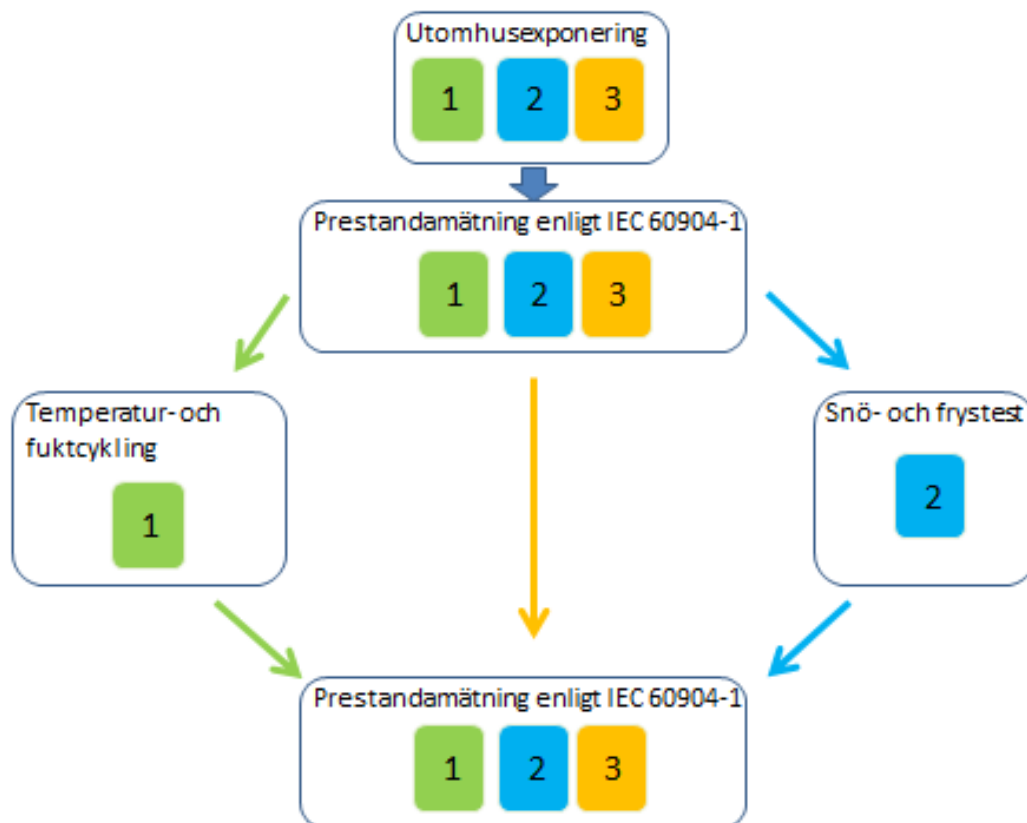 Utomhusexponering
1 2 3
Prestandamätning enligt IEC 60904-1
1 2 3
Temperatur- och
fuktcykling
1
Snö- och frystest
2
Prestandamätning enligt IEC 60904-1
1 2 3